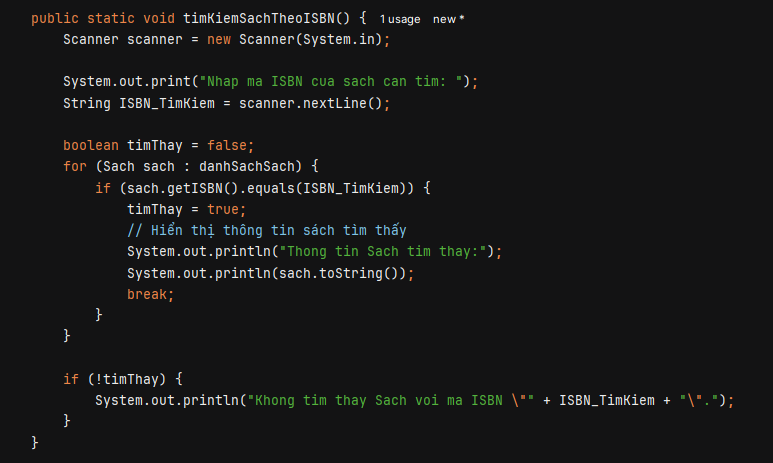 public static void timKiemSachTheoISBN() { 1 usage new *
Scanner scanner = new Scanner(System.in);
System.out.print("Nhap ma ISBN cua sach can tim: ");
String ISBN_TimKiem = scanner.nextLine();
boolean timThay = false;
for (Sach sach : danhSachSach) {
if (sach.getISBN().equals(ISBN_TimKiem)) {
timThay = true;
// Hiển thị thông tin sách tìm thấy
System.out.println("Thong tin Sach tim thay:");
System.out.println(sach.toString());
break;
}
}
if (!timThay) {
System.out.println("Khong tim thay Sach voi ma ISBN \"" + ISBN_TimKiem + "\".");
}
}